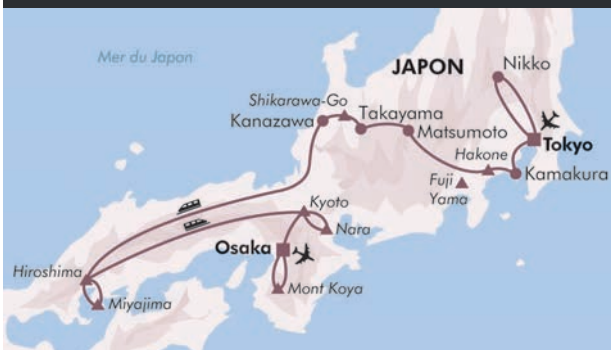 Mer du Japon
JAPON
Nikko
Shikarawa-Go
Kanazawa
Takayama
Matsumoto
Tokyo
Hakone
Fuji
Yama
Kamakura
Kyoto
Nara
Osaka
Hiroshima
Miyajima
Mont Koya